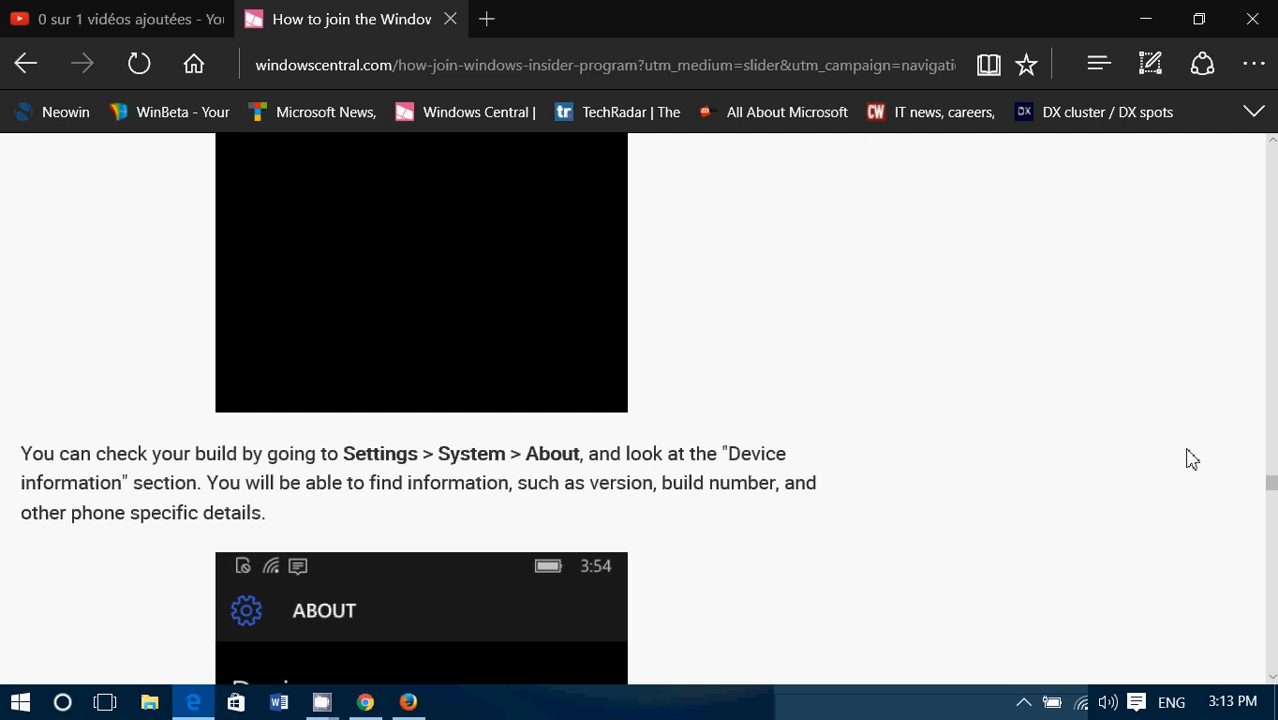 0 sur 1 vidéos ajoutées - You
How to join the Window
windowscentral.com/how-join-windows-insider-program?utm_medium=slider&utm_campaign=navigati
Neowin
WinBeta - Your
Microsoft News,
Windows Central |
TechRadar | The
All About Microsoft
IT news, careers,
DX cluster / DX spots
You can check your build by going to Settings > System > About, and look at the "Device
information" section. You will be able to find information, such as version, build number, and
other phone specific details.
3:54
ABOUT
ENG
3:13 PM